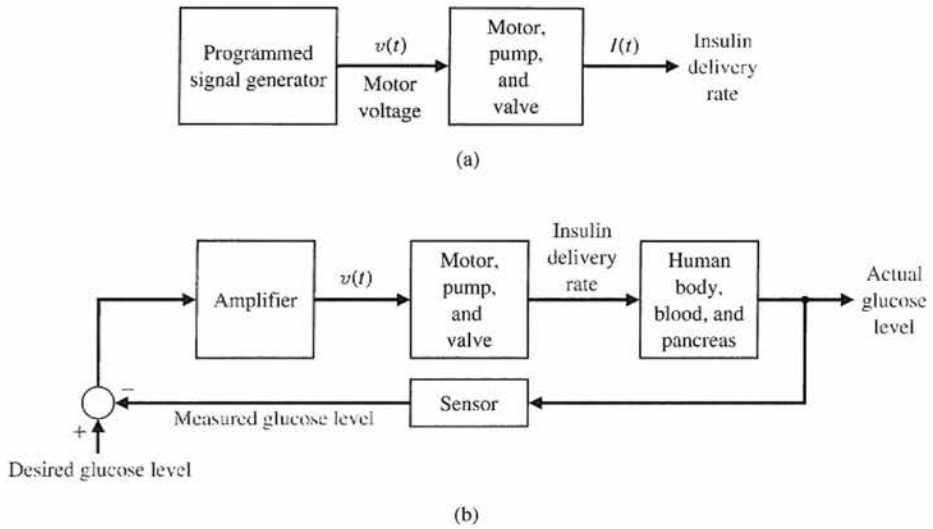 Programmed
signal generator
v(t)
Motor
voltage
Motor,
pump,
and
valve
I(t)
Insulin
delivery
rate
(a)
Amplifier
v(t)
Motor,
pump,
and
valve
Insulin
delivery
rate
Human
body,
blood, and
pancreas
Actual
glucose
level
−
+
Measured glucose level
Sensor
Desired glucose level
(b)